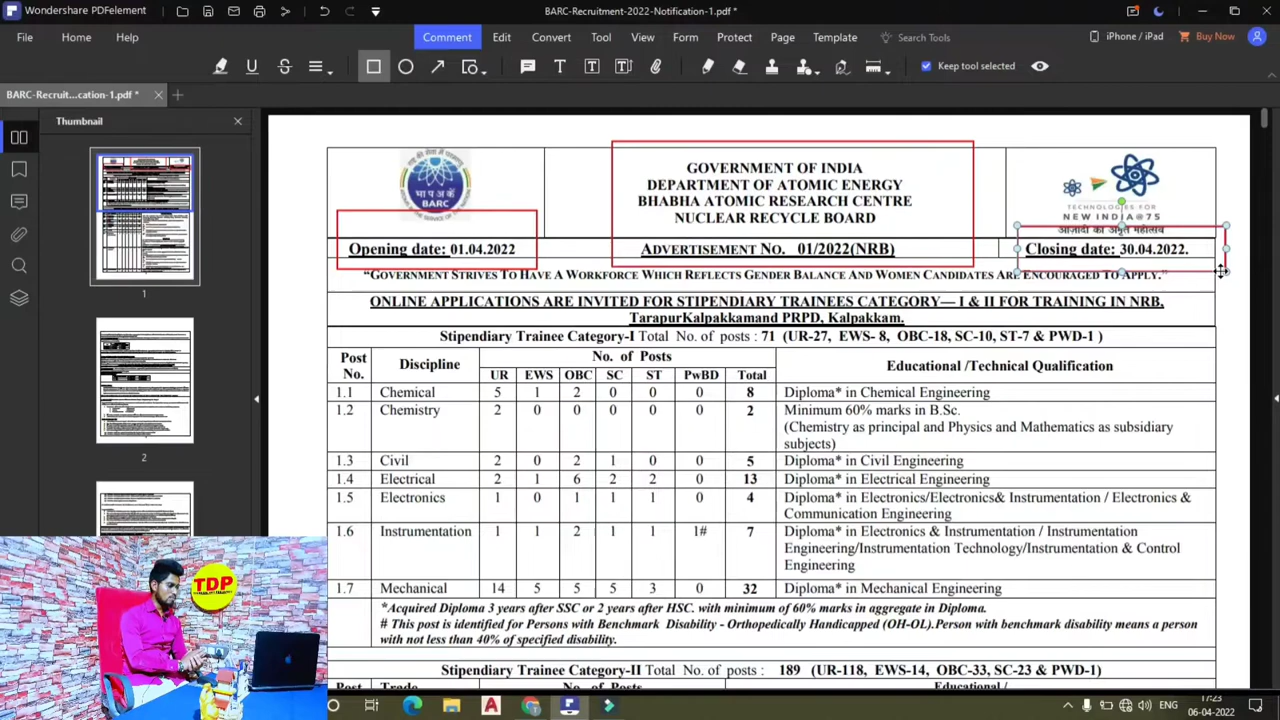 Wondershare PDFelement
BARC-Recruitment-2022-Notification-1.pdf *
File Home Help Comment Edit Convert Tool View Form Protect Page Template Search Tools iPhone / iPad Buy Now
Keep tool selected
BARC-Recruit...cation-1.pdf *
Thumbnail
1
2
BARC
GOVERNMENT OF INDIA
DEPARTMENT OF ATOMIC ENERGY
BHABHA ATOMIC RESEARCH CENTRE
NUCLEAR RECYCLE BOARD
TECHNOLOGIES FOR
NEW INDIA@75
आज़ादी का अमृत महोत्सव
Opening date: 01.04.2022 ADVERTISEMENT NO. 01/2022(NRB) Closing date: 30.04.2022.
“GOVERNMENT STRIVES TO HAVE A WORKFORCE WHICH REFLECTS GENDER BALANCE AND WOMEN CANDIDATES ARE ENCOURAGED TO APPLY.”
ONLINE APPLICATIONS ARE INVITED FOR STIPENDIARY TRAINEES CATEGORY— I & II FOR TRAINING IN NRB,
TarapurKalpakkamand PRPD, Kalpakkam.
Stipendiary Trainee Category-I Total No. of posts : 71 (UR-27, EWS- 8, OBC-18, SC-10, ST-7 & PWD-1 )
Post No. Discipline No. of Posts Educational /Technical Qualification
UR EWS OBC SC ST PwBD Total
1.1 Chemical 5 1 2 0 0 0 8 Diploma* in Chemical Engineering
1.2 Chemistry 2 0 0 0 0 0 2 Minimum 60% marks in B.Sc.
(Chemistry as principal and Physics and Mathematics as subsidiary
subjects)
1.3 Civil 2 0 2 1 0 0 5 Diploma* in Civil Engineering
1.4 Electrical 2 1 6 2 2 0 13 Diploma* in Electrical Engineering
1.5 Electronics 1 0 1 1 1 0 4 Diploma* in Electronics/Electronics& Instrumentation / Electronics &
Communication Engineering
1.6 Instrumentation 1 1 2 1 1 1# 7 Diploma* in Electronics & Instrumentation / Instrumentation
Engineering/Instrumentation Technology/Instrumentation & Control
Engineering
1.7 Mechanical 14 5 5 5 3 0 32 Diploma* in Mechanical Engineering
*Acquired Diploma 3 years after SSC or 2 years after HSC. with minimum of 60% marks in aggregate in Diploma.
# This post is identified for Persons with Benchmark Disability - Orthopedically Handicapped (OH-OL).Person with benchmark disability means a person
with not less than 40% of specified disability.
Stipendiary Trainee Category-II Total No. of posts : 189 (UR-118, EWS-14, OBC-33, SC-23 & PWD-1)
Post Trade No. of Posts Educational /
TDP
ENG
17:23
06-04-2022